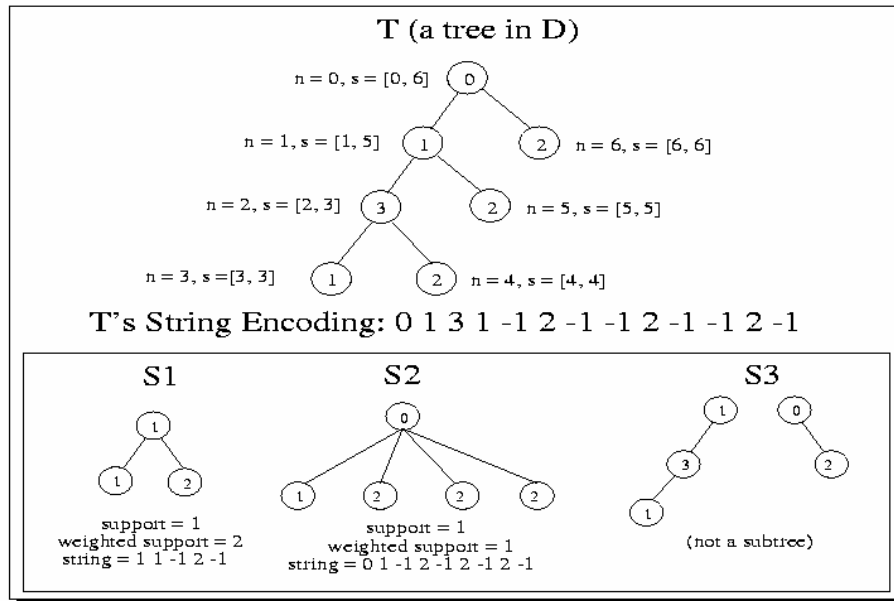 T (a tree in D)
n = 0, s = [0, 6] 0
n = 1, s = [1, 5] 1 2 n = 6, s = [6, 6]
n = 2, s = [2, 3] 3 2 n = 5, s = [5, 5]
n = 3, s =[3, 3] 1 2 n = 4, s = [4, 4]
T's String Encoding: 0 1 3 1 -1 2 -1 -1 2 -1 -1 2 -1
S1
1
1 2
support = 1
weighted support = 2
string = 1 1 -1 2 -1
S2
0
1 2 2 2
support = 1
weighted support = 1
string = 0 1 -1 2 -1 2 -1 2 -1
S3
1 0
3 2
1
(not a subtree)